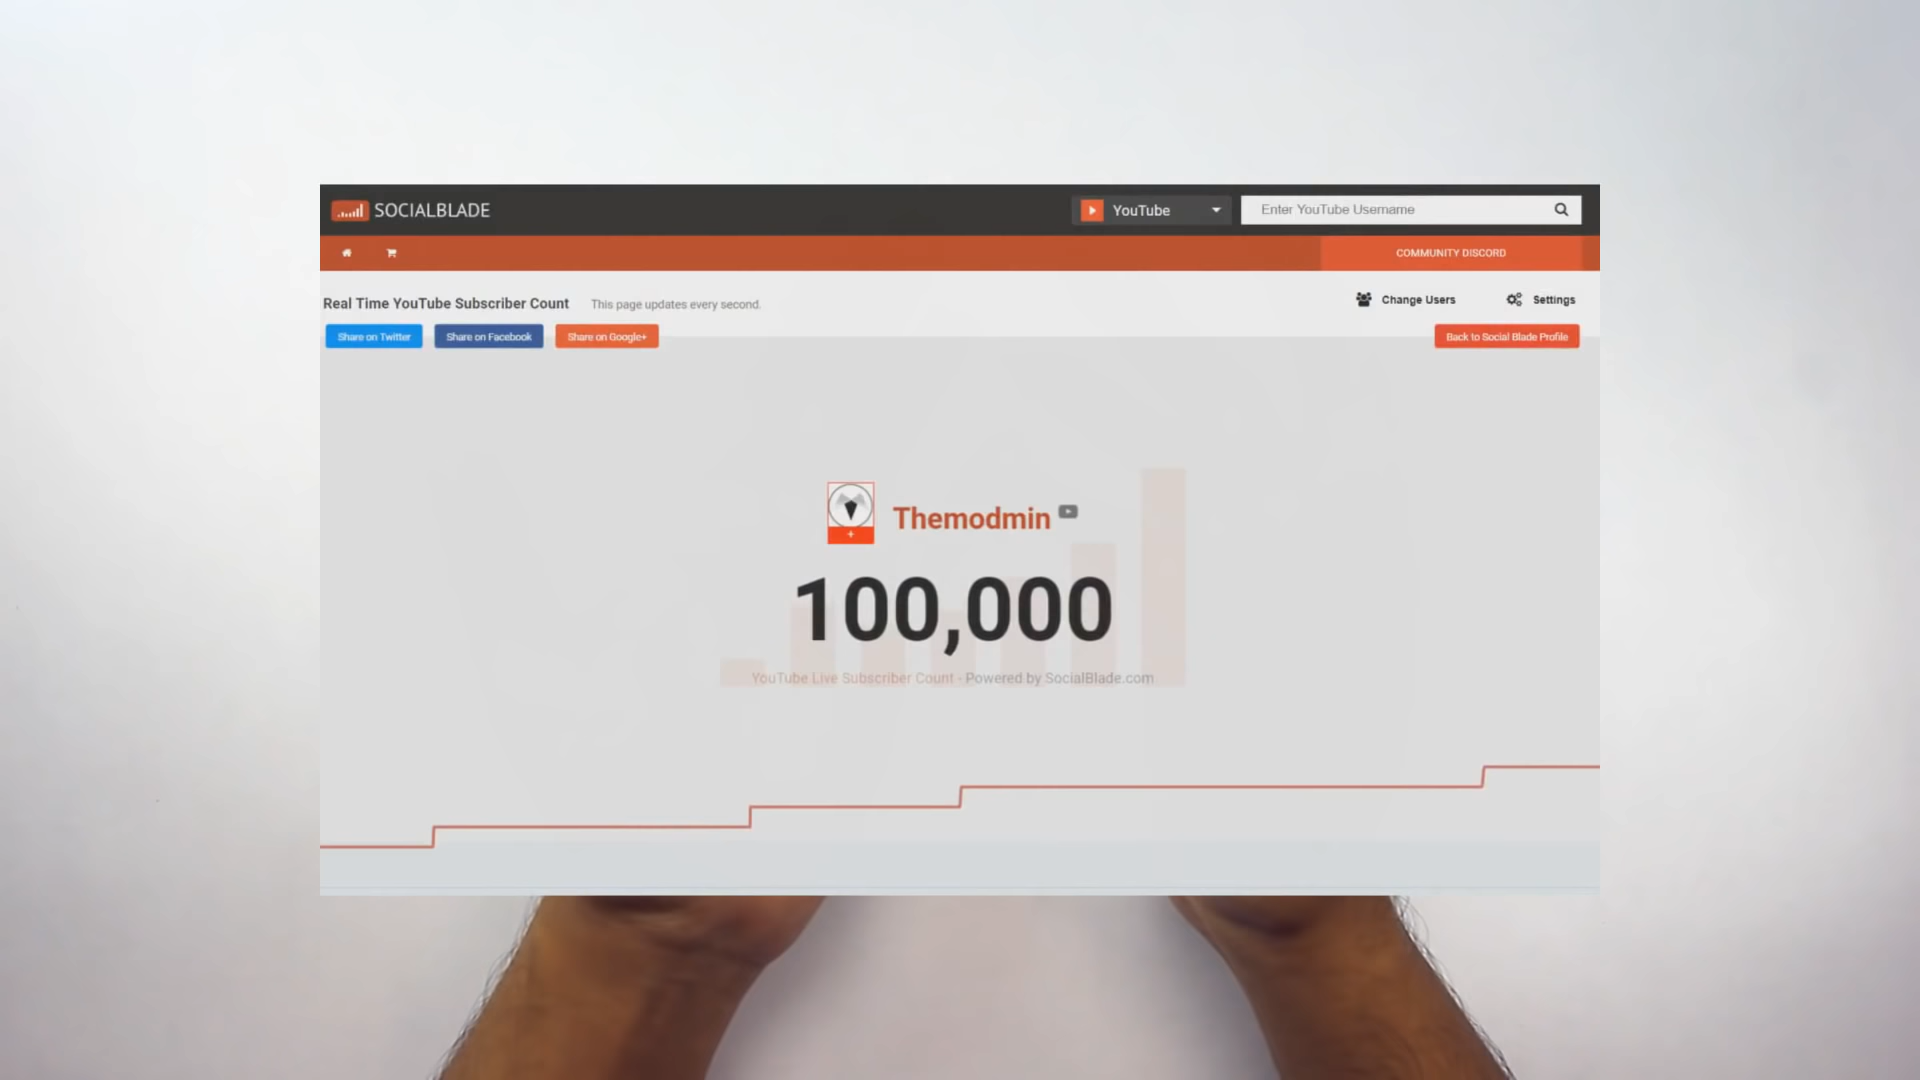 SOCIALBLADE
YouTube
Enter YouTube Username
COMMUNITY DISCORD
Real Time YouTube Subscriber Count
This page updates every second.
Change Users
Settings
Share on Twitter
Share on Facebook
Share on Google+
Back to Social Blade Profile
+
Themodmin
100,000
YouTube Live Subscriber Count - Powered by SocialBlade.com